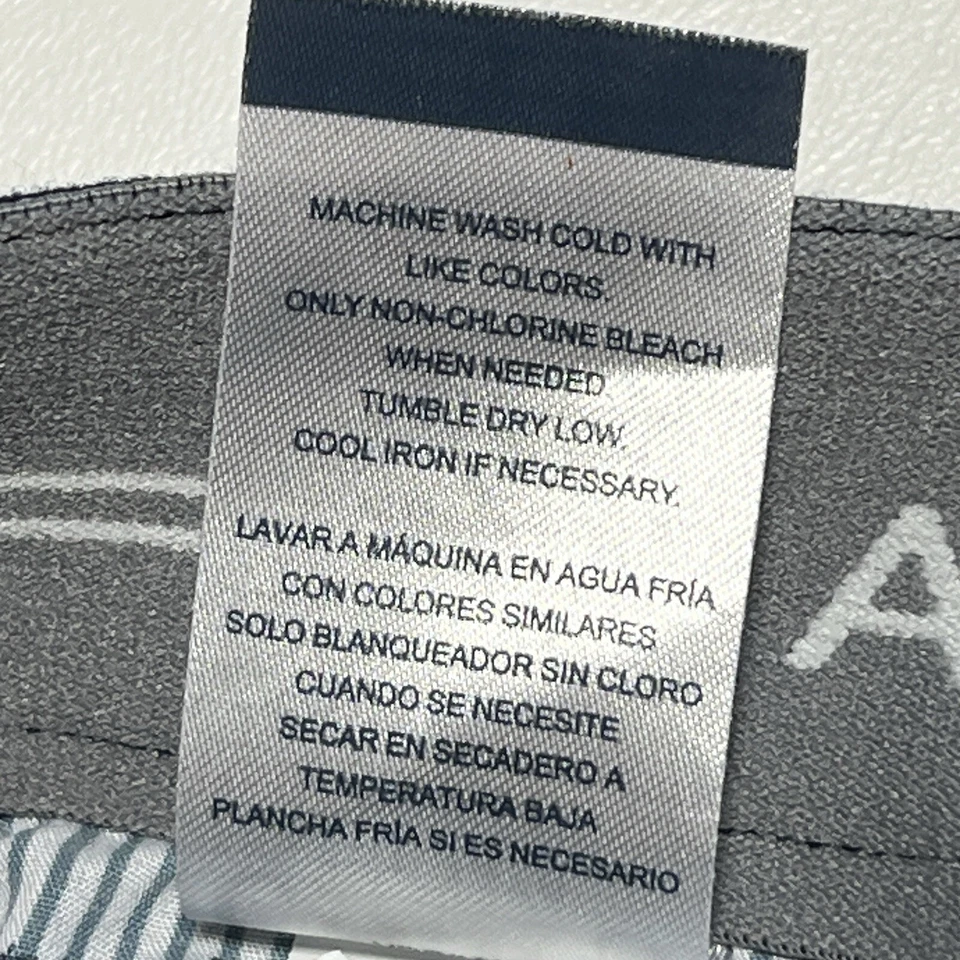 MACHINE WASH COLD WITH
LIKE COLORS.
ONLY NON-CHLORINE BLEACH
WHEN NEEDED.
TUMBLE DRY LOW.
COOL IRON IF NECESSARY.
LAVAR A MÁQUINA EN AGUA FRÍA
CON COLORES SIMILARES
SOLO BLANQUEADOR SIN CLORO
CUANDO SE NECESITE
SECAR EN SECADERO A
TEMPERATURA BAJA
PLANCHA FRÍA SI ES NECESARIO
A